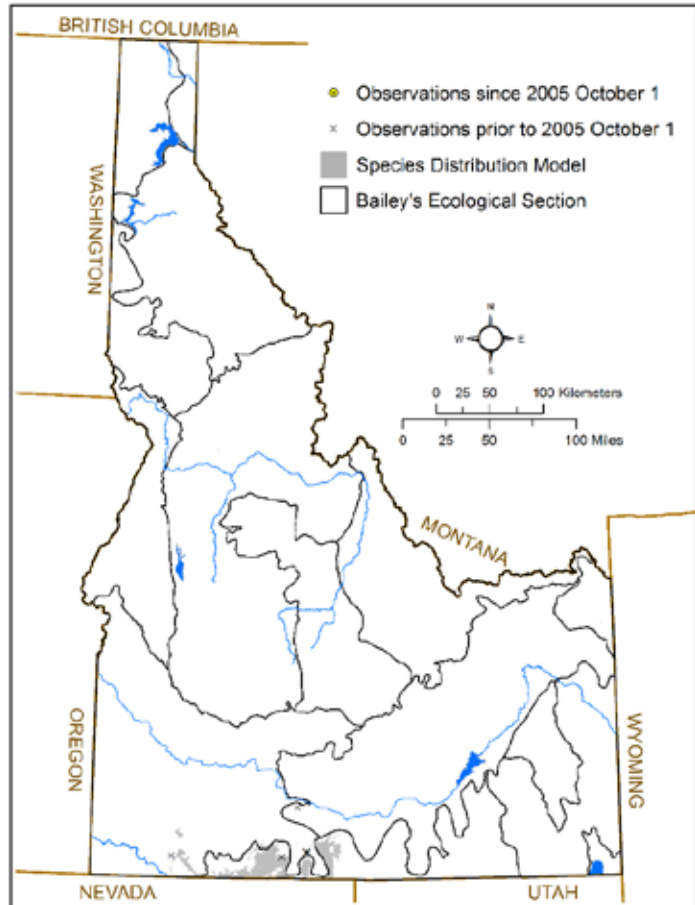 BRITISH COLUMBIA
Observations since 2005 October 1
Observations prior to 2005 October 1
Species Distribution Model
Bailey's Ecological Section
WASHINGTON
N
W E
S
0 25 50 100 Kilometers
0 25 50 100 Miles
MONTANA
OREGON
WYOMING
NEVADA UTAH